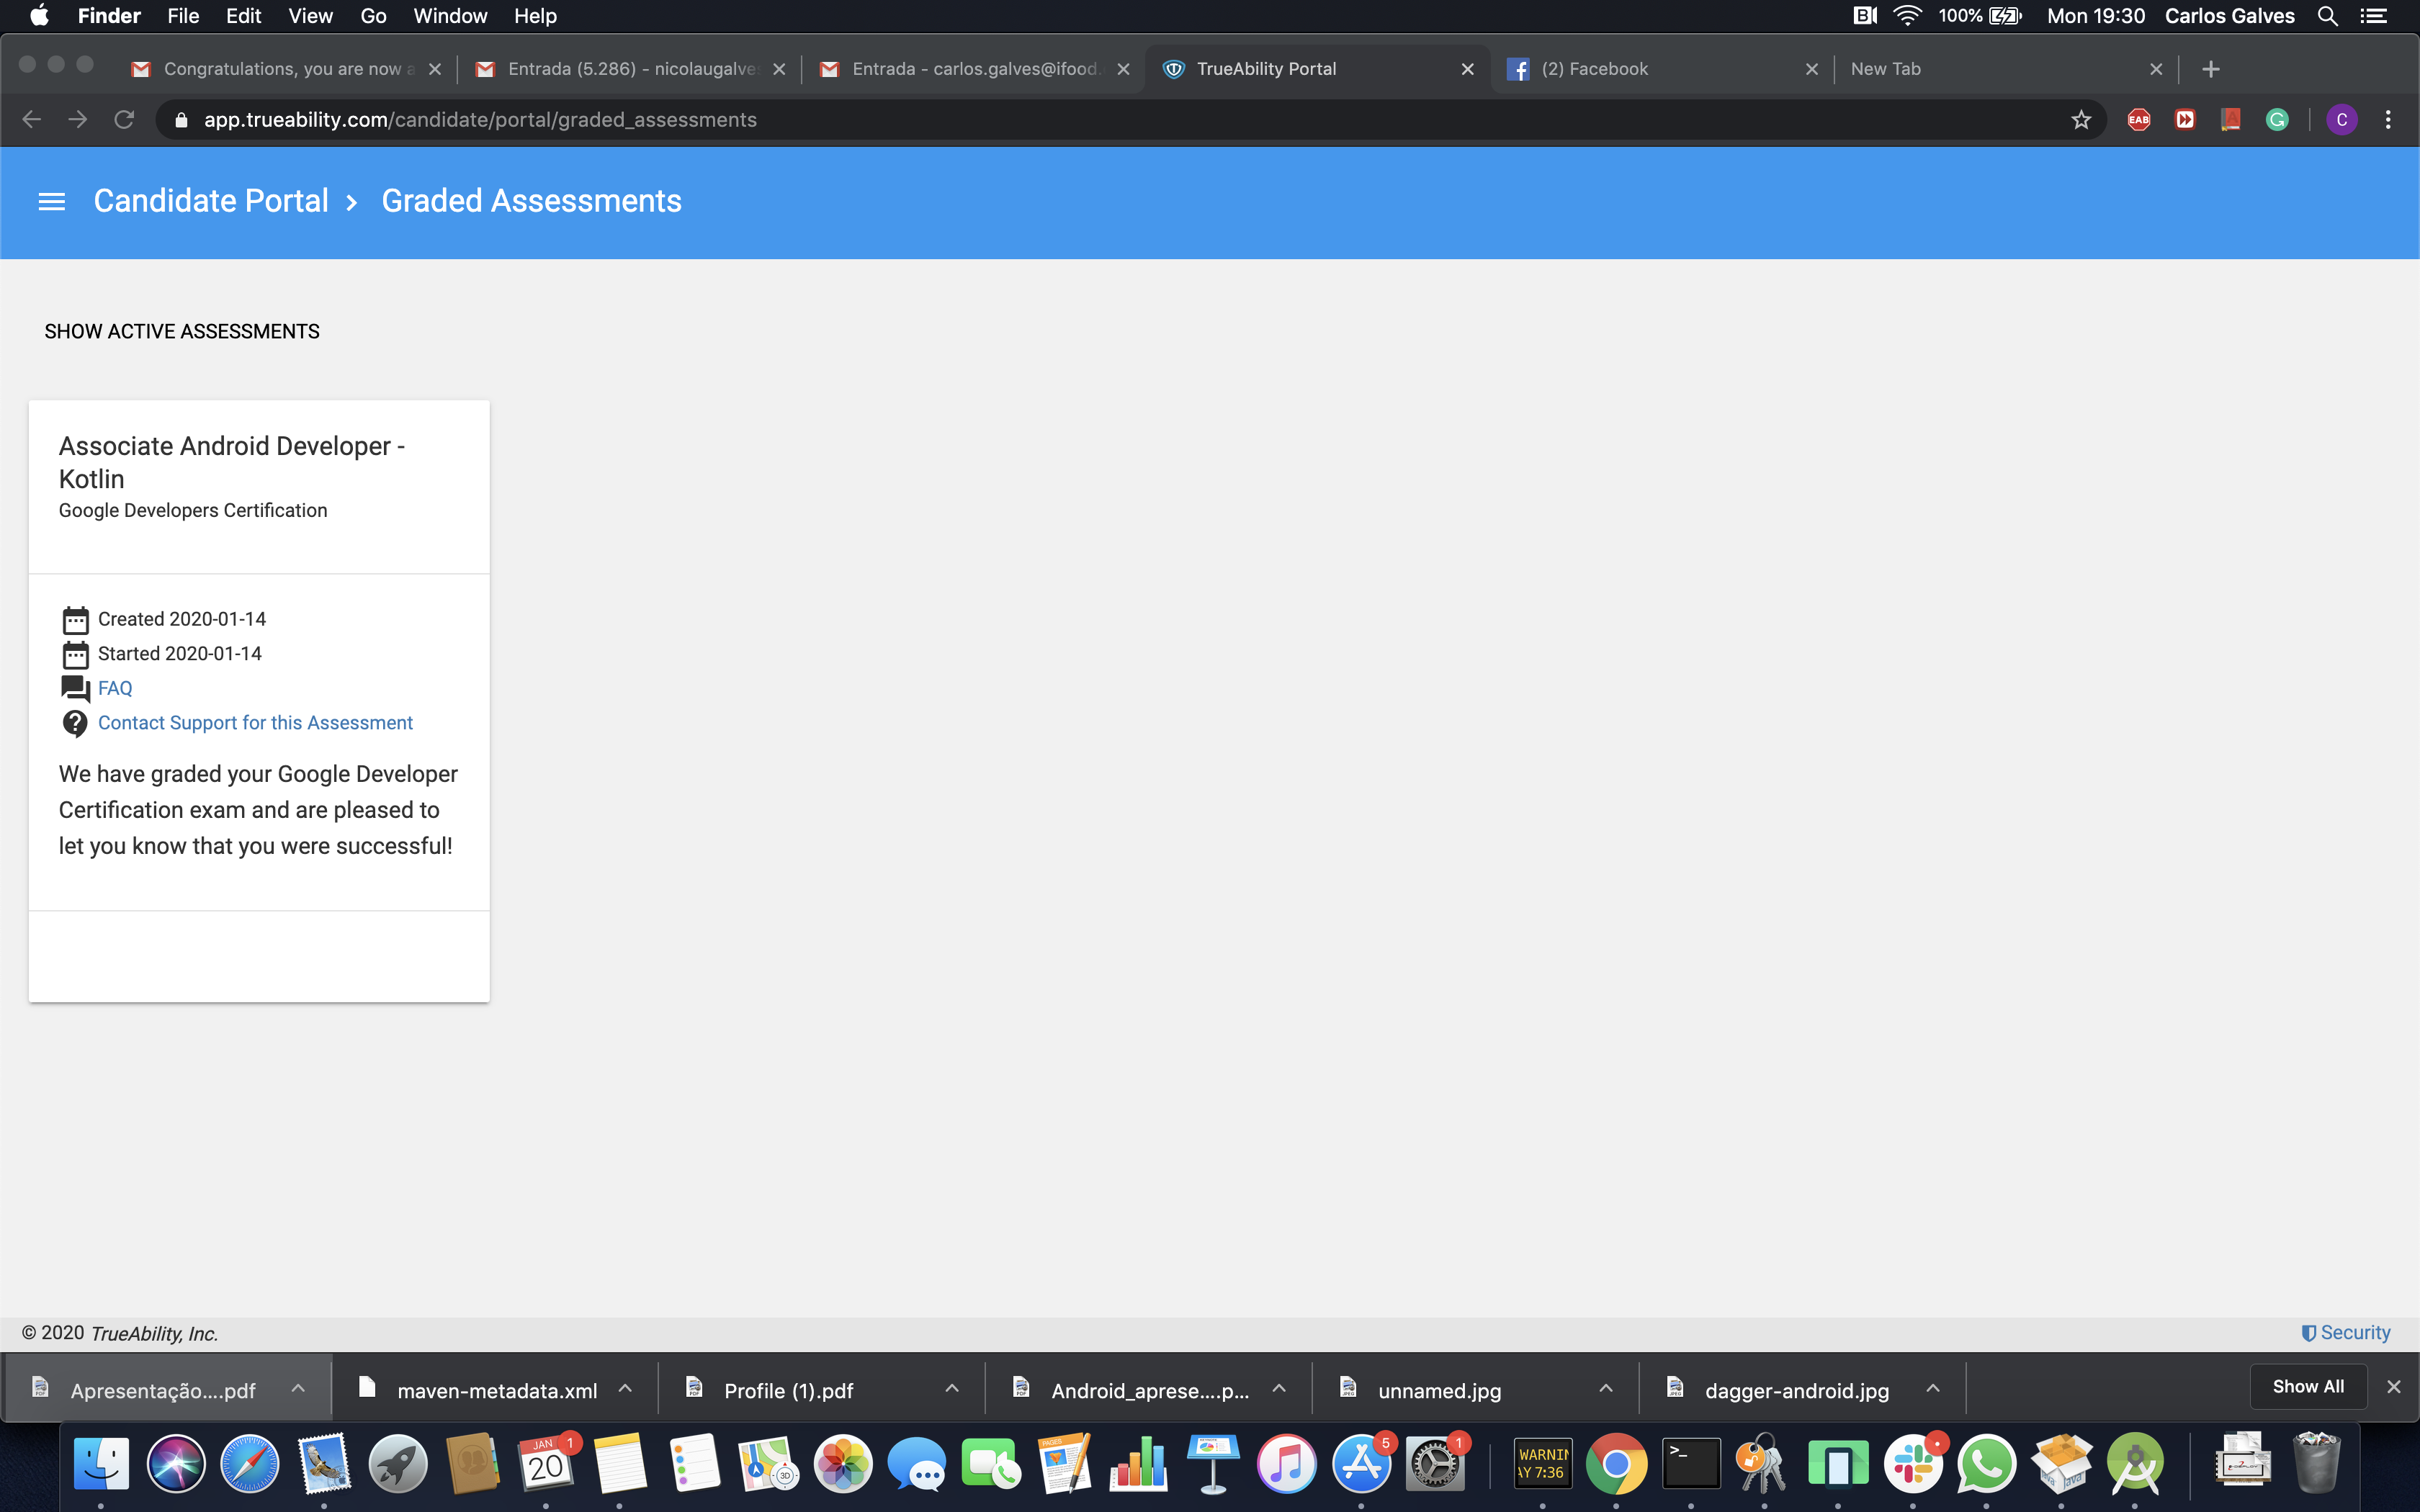 Finder File Edit View Go Window Help 100% Mon 19:30 Carlos Galves
Congratulations, you are now a Entrada (5.286) - nicolaugalve Entrada - carlos.galves@ifood. TrueAbility Portal (2) Facebook New Tab
app.trueability.com/candidate/portal/graded_assessments EAB C
Candidate Portal › Graded Assessments
SHOW ACTIVE ASSESSMENTS
Associate Android Developer -
Kotlin
Google Developers Certification
Created 2020-01-14
Started 2020-01-14
FAQ
Contact Support for this Assessment
We have graded your Google Developer
Certification exam and are pleased to
let you know that you were successful!
© 2020 TrueAbility, Inc. Security
Apresentação....pdf maven-metadata.xml Profile (1).pdf Android_aprese....p... unnamed.jpg dagger-android.jpg Show All
JAN 1 PAGES 5 1 WARNIN
20 3D AY 7:36